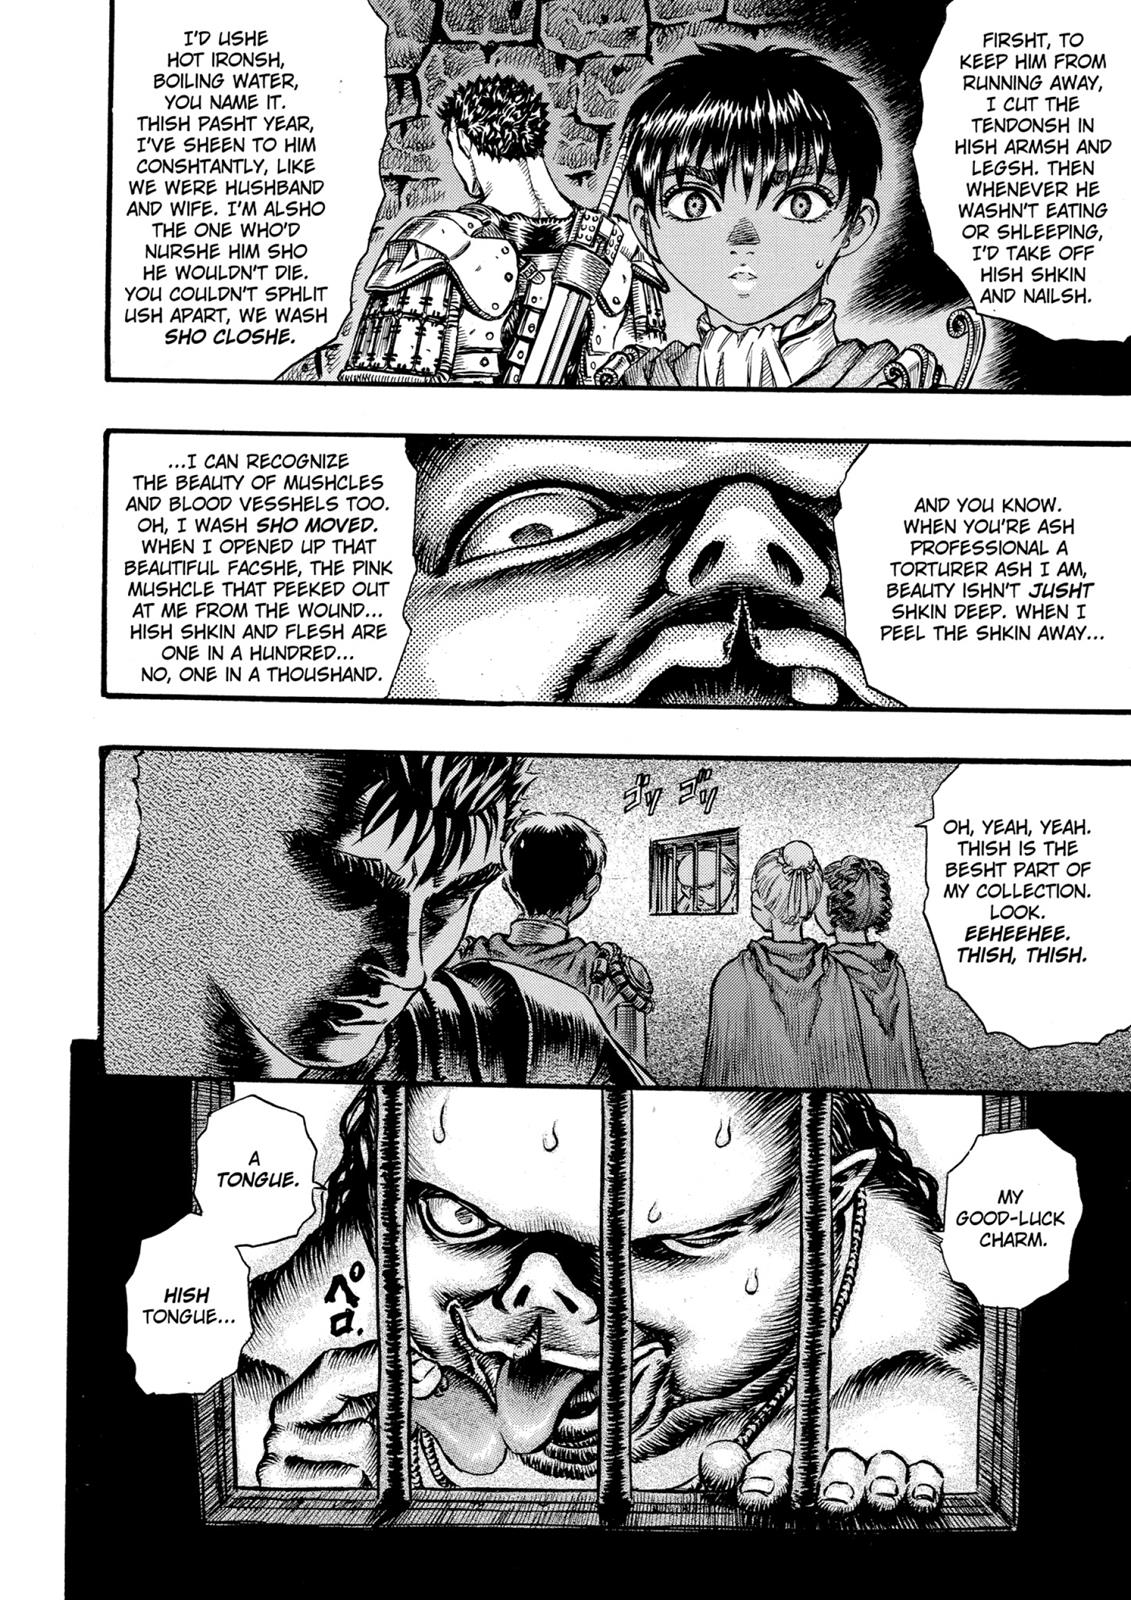 FIRSHT, TO
KEEP HIM FROM
RUNNING AWAY,
I CUT THE
TENDONSH IN
HISH ARMSH AND
LEGSH. THEN
WHENEVER HE
WASHN'T EATING
OR SHLEEPING,
I'D TAKE OFF
HISH SHKIN
AND NAILSH.
I'D USHE
HOT IRONSH,
BOILING WATER,
YOU NAME IT.
THISH PASHT YEAR,
I'VE SHEEN TO HIM
CONSHTANTLY, LIKE
WE WERE HUSHBAND
AND WIFE. I'M ALSHO
THE ONE WHO'D
NURSHE HIM SHO
HE WOULDN'T DIE.
YOU COULDN'T SPHLIT
USH APART, WE WASH
SHO CLOSHE.
AND YOU KNOW.
WHEN YOU'RE ASH
PROFESSIONAL A
TORTURER ASH I AM,
BEAUTY ISHN'T JUSHT
SHKIN DEEP. WHEN I
PEEL THE SHKIN AWAY...
...I CAN RECOGNIZE
THE BEAUTY OF MUSHCLES
AND BLOOD VESSHELS TOO.
OH, I WASH SHO MOVED.
WHEN I OPENED UP THAT
BEAUTIFUL FACSHE, THE PINK
MUSHCLE THAT PEEKED OUT
AT ME FROM THE WOUND...
HISH SHKIN AND FLESH ARE
ONE IN A HUNDRED...
NO, ONE IN A THOUSHAND.
OH, YEAH, YEAH.
THISH IS THE
BESHT PART OF
MY COLLECTION.
LOOK.
EEHEEHEE.
THISH, THISH.
ゴソ ゴソ
MY
GOOD-LUCK
CHARM.
A
TONGUE.
HISH
TONGUE...
ペロ